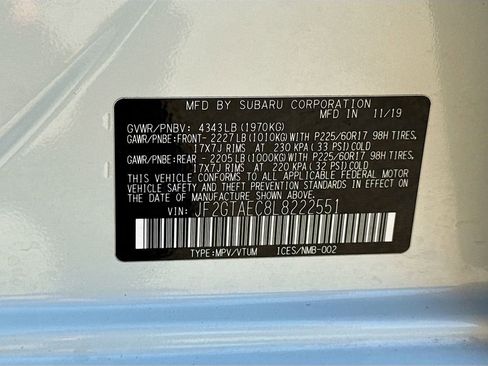 MFD BY SUBARU CORPORATION
MFD IN 11/19
GVWR/PNBV: 4343LB (1970KG)
GAWR/PNBE:FRONT- 2227LB (1010KG) WITH P225/60R17 98H TIRES.
17X7J RIMS AT 230 KPA (33 PSI)COLD
GAWR/PNBE:REAR - 2205LB (1000KG) WITH P225/60R17 98H TIRES.
17X7J RIMS AT 220 KPA (32 PSI)COLD
THIS VEHICLE CONFORMS TO ALL APPLICABLE FEDERAL MOTOR
VEHICLE SAFETY AND THEFT PREVENTION STANDARDS IN EFFECT ON
THE DATE OF MANUFACTURE SHOWN ABOVE.
VIN: JF2GTAEC8L8222551
TYPE:MPV/VTUM ICES/NMB-002